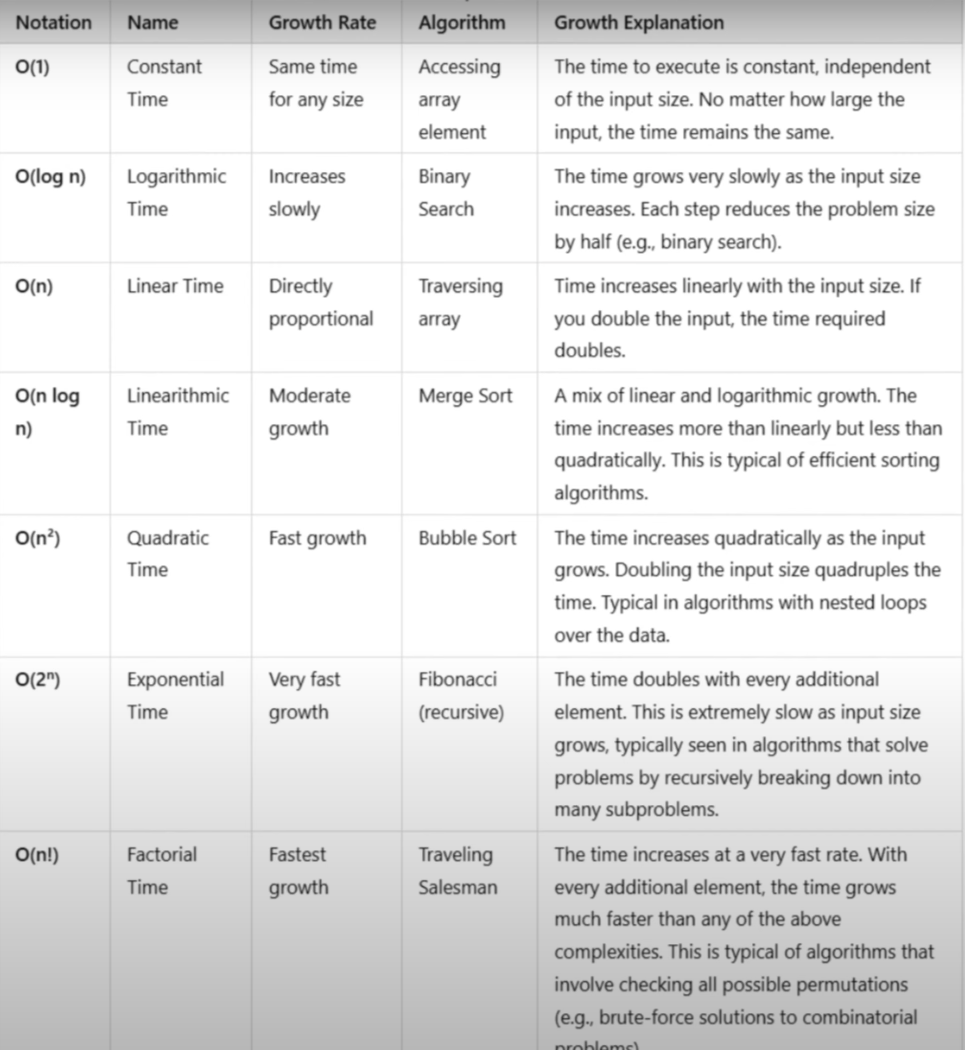 Notation Name Growth Rate Algorithm Growth Explanation
O(1) Constant Same time Accessing The time to execute is constant, independent
Time for any size array of the input size. No matter how large the
element input, the time remains the same.
O(log n) Logarithmic Increases Binary The time grows very slowly as the input size
Time slowly Search increases. Each step reduces the problem size
by half (e.g., binary search).
O(n) Linear Time Directly Traversing Time increases linearly with the input size. If
proportional array you double the input, the time required
doubles.
O(n log Linearithmic Moderate Merge Sort A mix of linear and logarithmic growth. The
n) Time growth time increases more than linearly but less than
quadratically. This is typical of efficient sorting
algorithms.
O(n²) Quadratic Fast growth Bubble Sort The time increases quadratically as the input
Time grows. Doubling the input size quadruples the
time. Typical in algorithms with nested loops
over the data.
O(2ⁿ) Exponential Very fast Fibonacci The time doubles with every additional
Time growth (recursive) element. This is extremely slow as input size
grows, typically seen in algorithms that solve
problems by recursively breaking down into
many subproblems.
O(n!) Factorial Fastest Traveling The time increases at a very fast rate. With
Time growth Salesman every additional element, the time grows
much faster than any of the above
complexities. This is typical of algorithms that
involve checking all possible permutations
(e.g., brute-force solutions to combinatorial
problems)